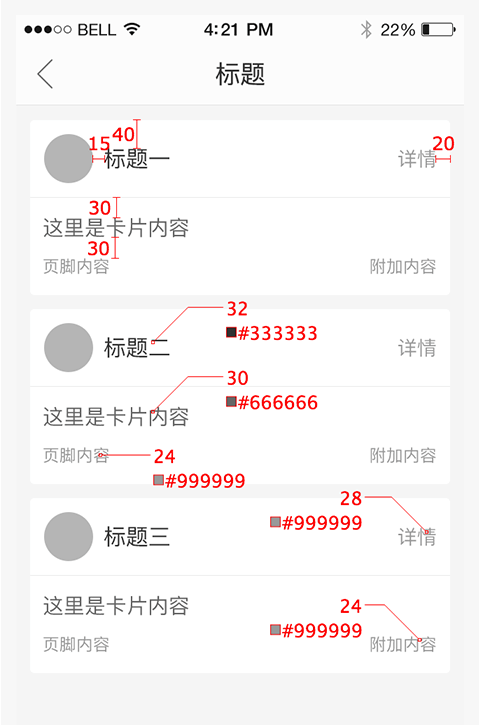 BELL 4:21 PM 22%
标题
15 40 20
标题一 详情
30
这里是卡片内容
30
页脚内容 附加内容
32
#333333
标题二 详情
30
#666666
这里是卡片内容
页脚内容 24 附加内容
#999999
28
#999999
标题三 详情
这里是卡片内容 24
#999999
页脚内容 附加内容